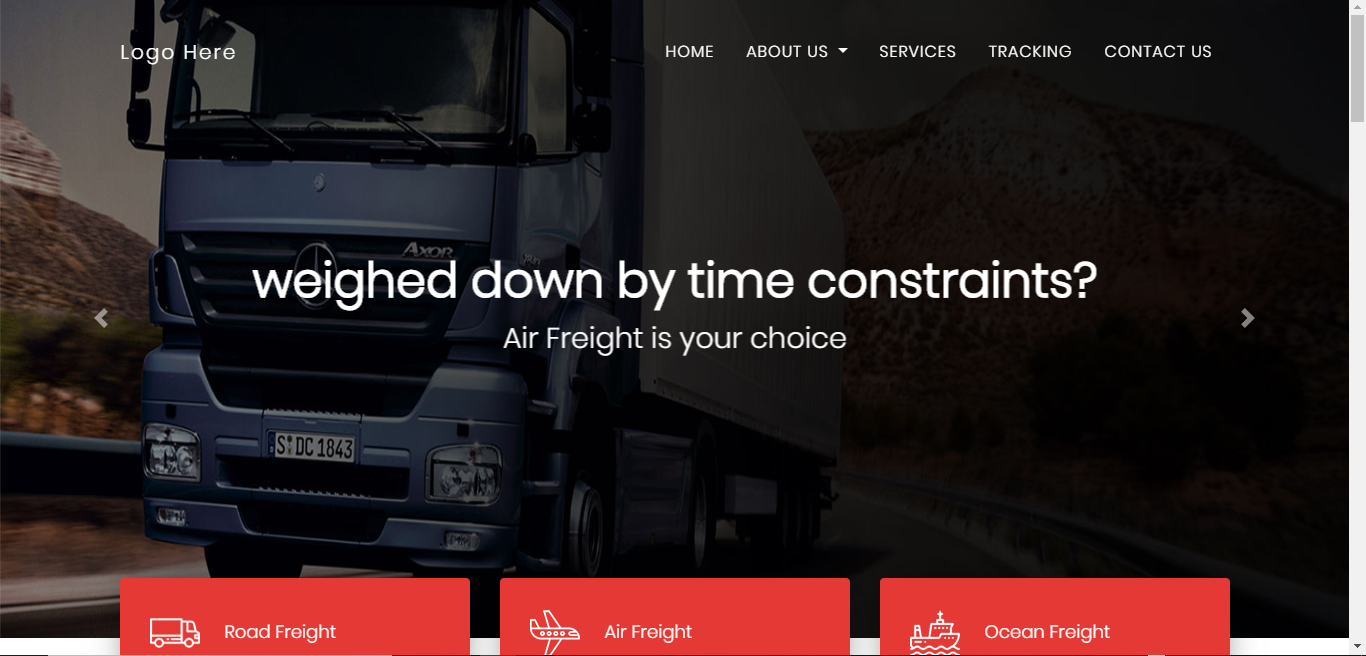 Logo Here
HOME
ABOUT US
SERVICES
TRACKING
CONTACT US
AXOR
weighed down by time constraints?
Air Freight is your choice
S DC 1843
Road Freight
Air Freight
Ocean Freight